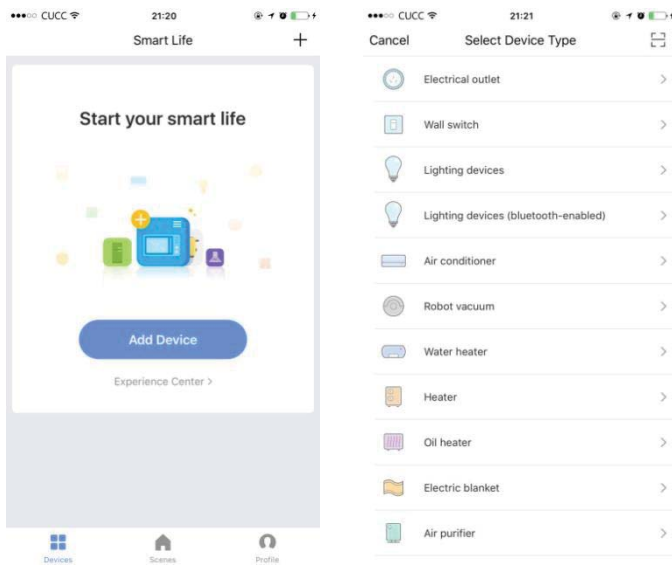 CUCC 21:20
Smart Life +
Start your smart life
Add Device
Experience Center >
Devices Scenes Profile
CUCC 21:21
Cancel Select Device Type
Electrical outlet
Wall switch
Lighting devices
Lighting devices (bluetooth-enabled)
Air conditioner
Robot vacuum
Water heater
Heater
Oil heater
Electric blanket
Air purifier